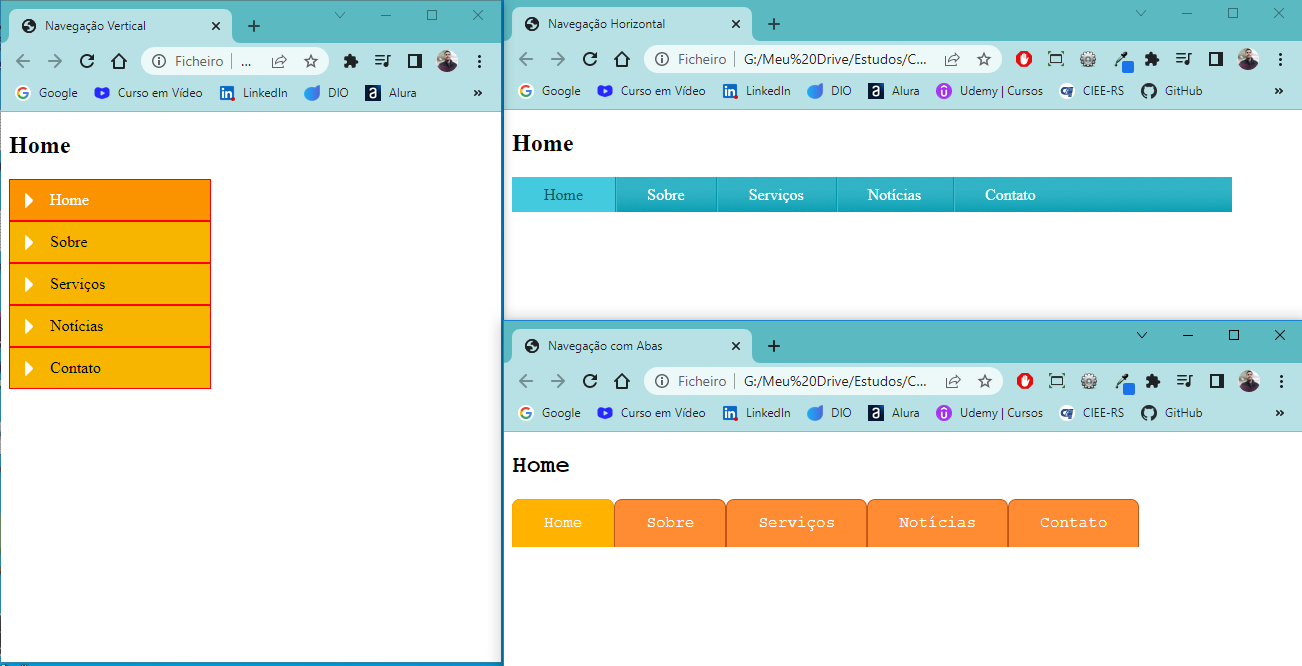 Navegação Vertical
Ficheiro ...
Google Curso em Vídeo LinkedIn DIO Alura »
Home
Home
Sobre
Serviços
Notícias
Contato
Navegação Horizontal
Ficheiro G:/Meu%20Drive/Estudos/C...
Google Curso em Vídeo LinkedIn DIO Alura Udemy | Cursos CIEE-RS GitHub »
Home
Home Sobre Serviços Notícias Contato
Navegação com Abas
Ficheiro G:/Meu%20Drive/Estudos/C...
Google Curso em Vídeo LinkedIn DIO Alura Udemy | Cursos CIEE-RS GitHub »
Home
Home Sobre Serviços Notícias Contato